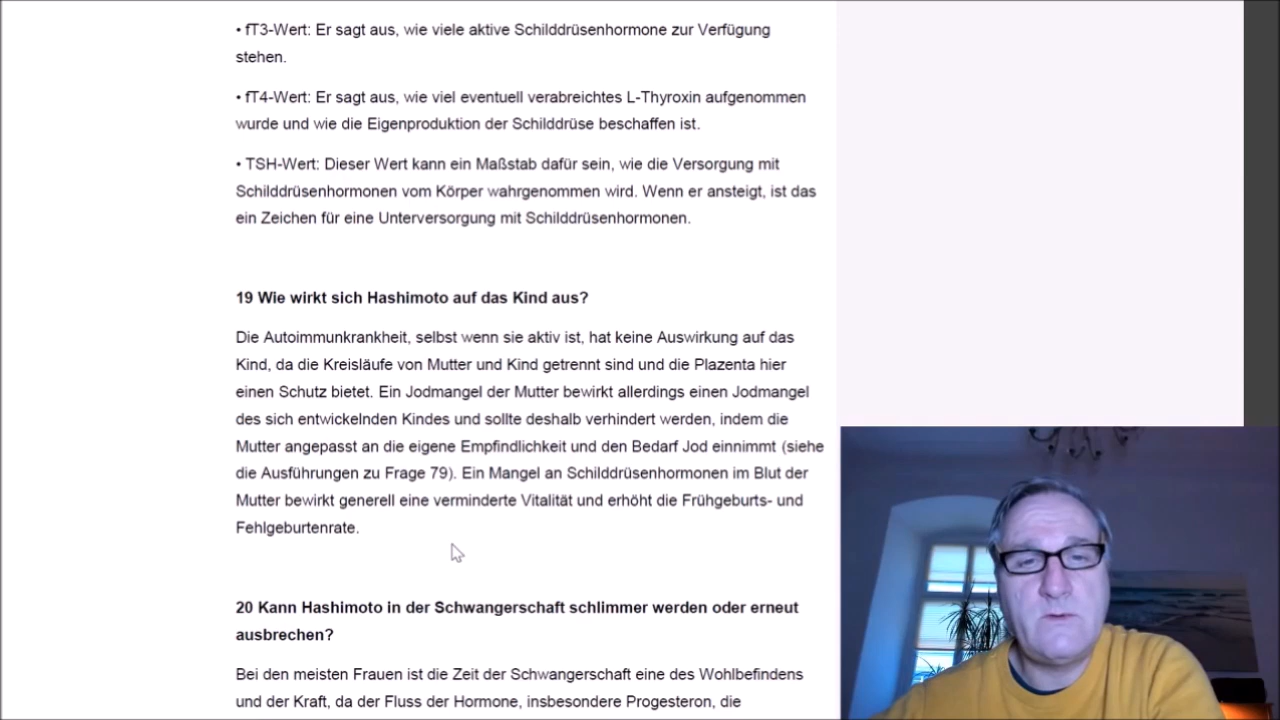 • fT3-Wert: Er sagt aus, wie viele aktive Schilddrüsenhormone zur Verfügung
stehen.
• fT4-Wert: Er sagt aus, wie viel eventuell verabreichtes L-Thyroxin aufgenommen
wurde und wie die Eigenproduktion der Schilddrüse beschaffen ist.
• TSH-Wert: Dieser Wert kann ein Maßstab dafür sein, wie die Versorgung mit
Schilddrüsenhormonen vom Körper wahrgenommen wird. Wenn er ansteigt, ist das
ein Zeichen für eine Unterversorgung mit Schilddrüsenhormonen.
19 Wie wirkt sich Hashimoto auf das Kind aus?
Die Autoimmunkrankheit, selbst wenn sie aktiv ist, hat keine Auswirkung auf das
Kind, da die Kreisläufe von Mutter und Kind getrennt sind und die Plazenta hier
einen Schutz bietet. Ein Jodmangel der Mutter bewirkt allerdings einen Jodmangel
des sich entwickelnden Kindes und sollte deshalb verhindert werden, indem die
Mutter angepasst an die eigene Empfindlichkeit und den Bedarf Jod einnimmt (siehe
die Ausführungen zu Frage 79). Ein Mangel an Schilddrüsenhormonen im Blut der
Mutter bewirkt generell eine verminderte Vitalität und erhöht die Frühgeburts- und
Fehlgeburtenrate.
20 Kann Hashimoto in der Schwangerschaft schlimmer werden oder erneut
ausbrechen?
Bei den meisten Frauen ist die Zeit der Schwangerschaft eine des Wohlbefindens
und der Kraft, da der Fluss der Hormone, insbesondere Progesteron, die